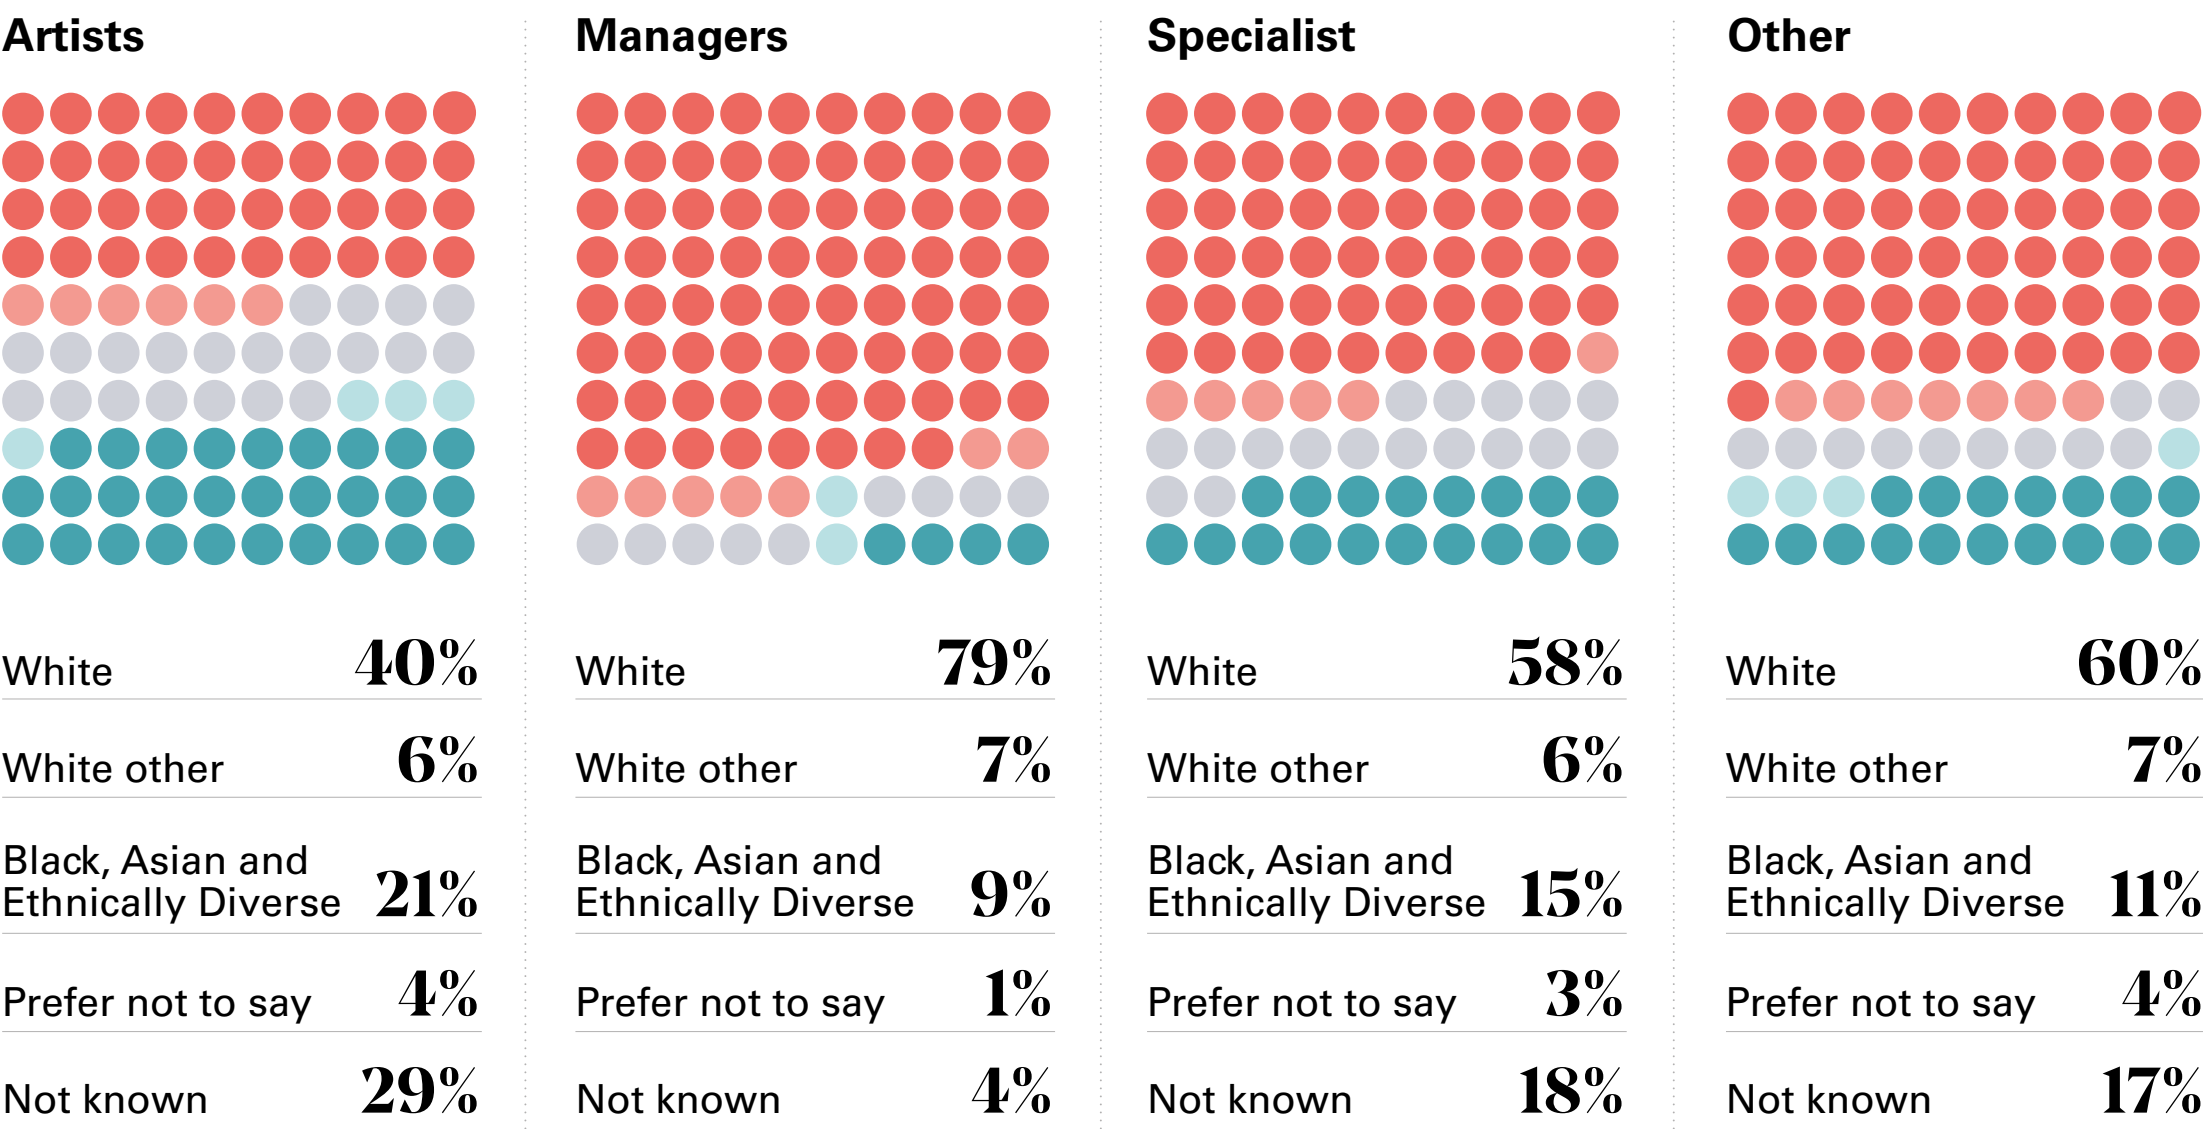 Artists
White 40%
White other 6%
Black, Asian and
Ethnically Diverse 21%
Prefer not to say 4%
Not known 29%
Managers
White 79%
White other 7%
Black, Asian and
Ethnically Diverse 9%
Prefer not to say 1%
Not known 4%
Specialist
White 58%
White other 6%
Black, Asian and
Ethnically Diverse 15%
Prefer not to say 3%
Not known 18%
Other
White 60%
White other 7%
Black, Asian and
Ethnically Diverse 11%
Prefer not to say 4%
Not known 17%